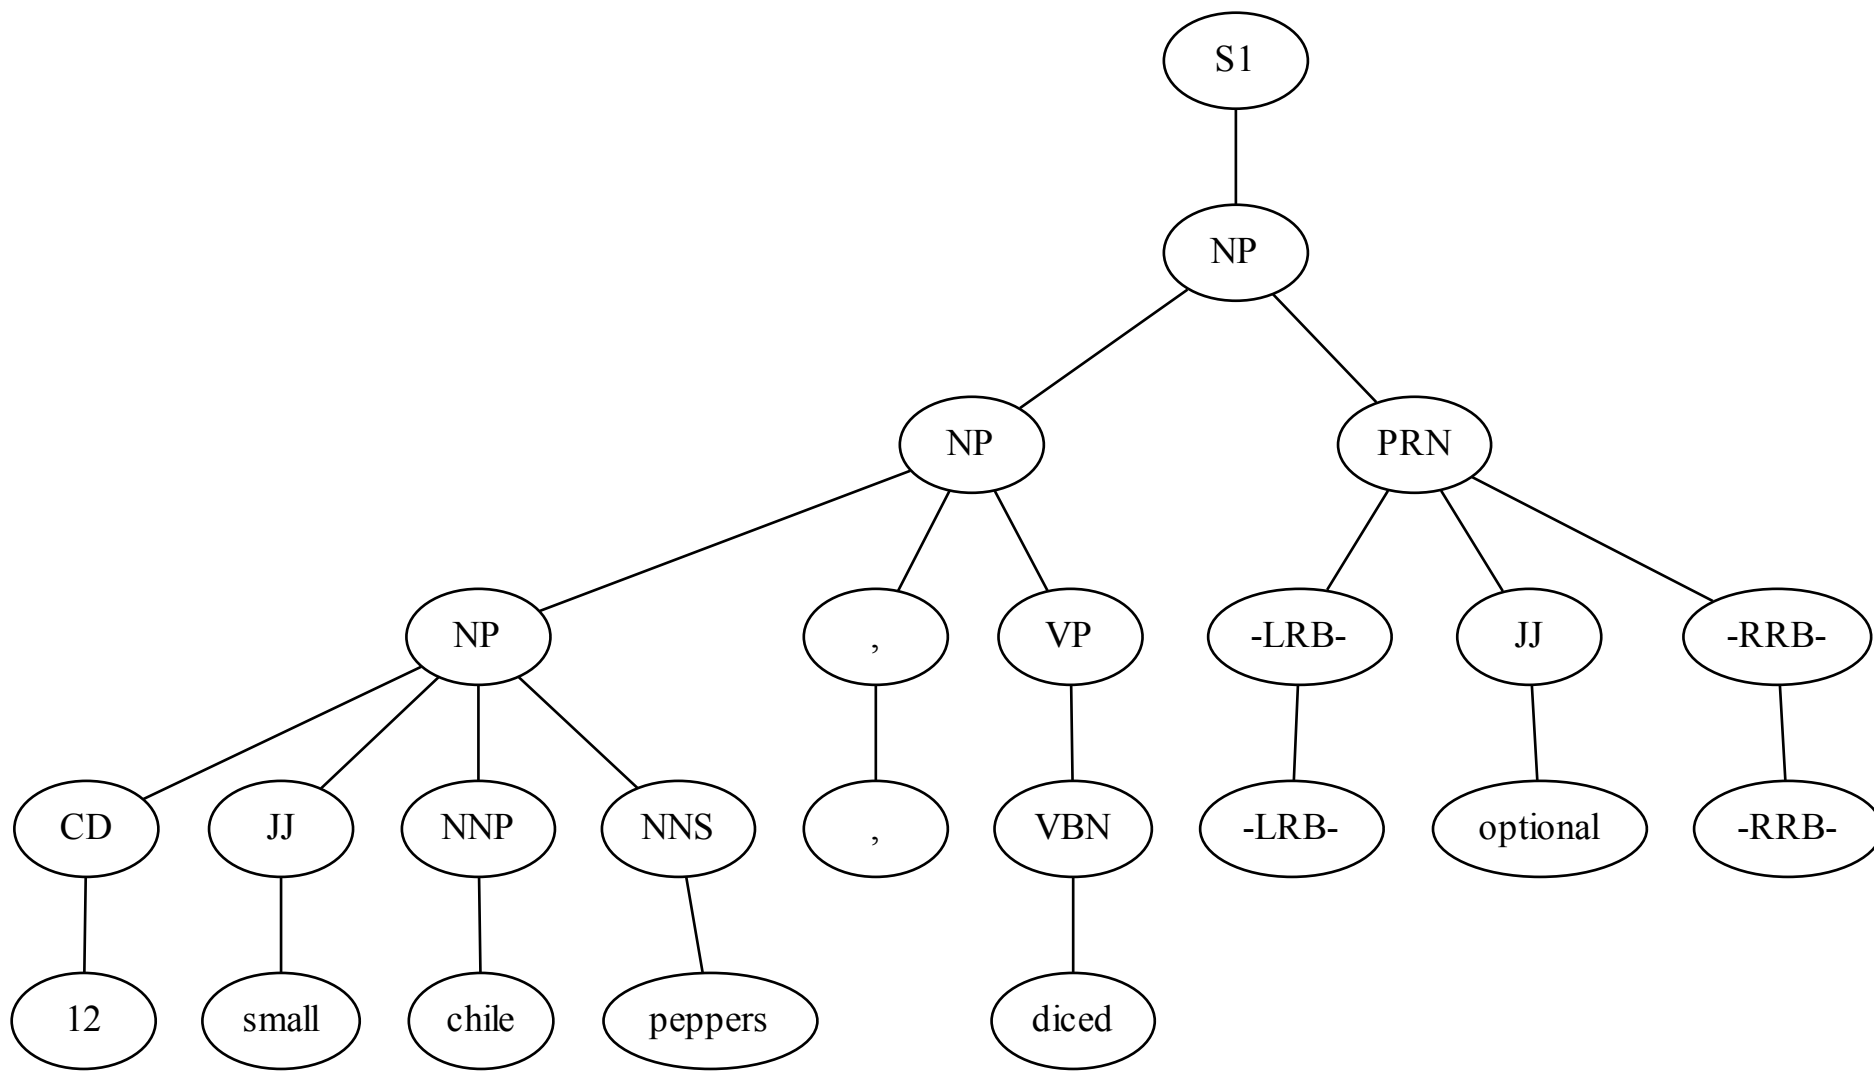 S1
NP
NP PRN
NP , VP -LRB- JJ -RRB-
CD JJ NNP NNS , VBN -LRB- optional -RRB-
12 small chile peppers diced